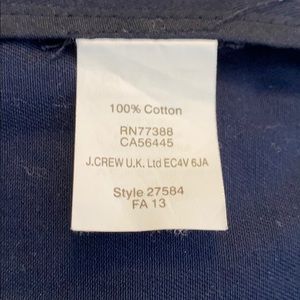 100% Cotton
RN77388
CA56445
J.CREW U.K. Ltd EC4V 6JA
Style 27584
FA 13